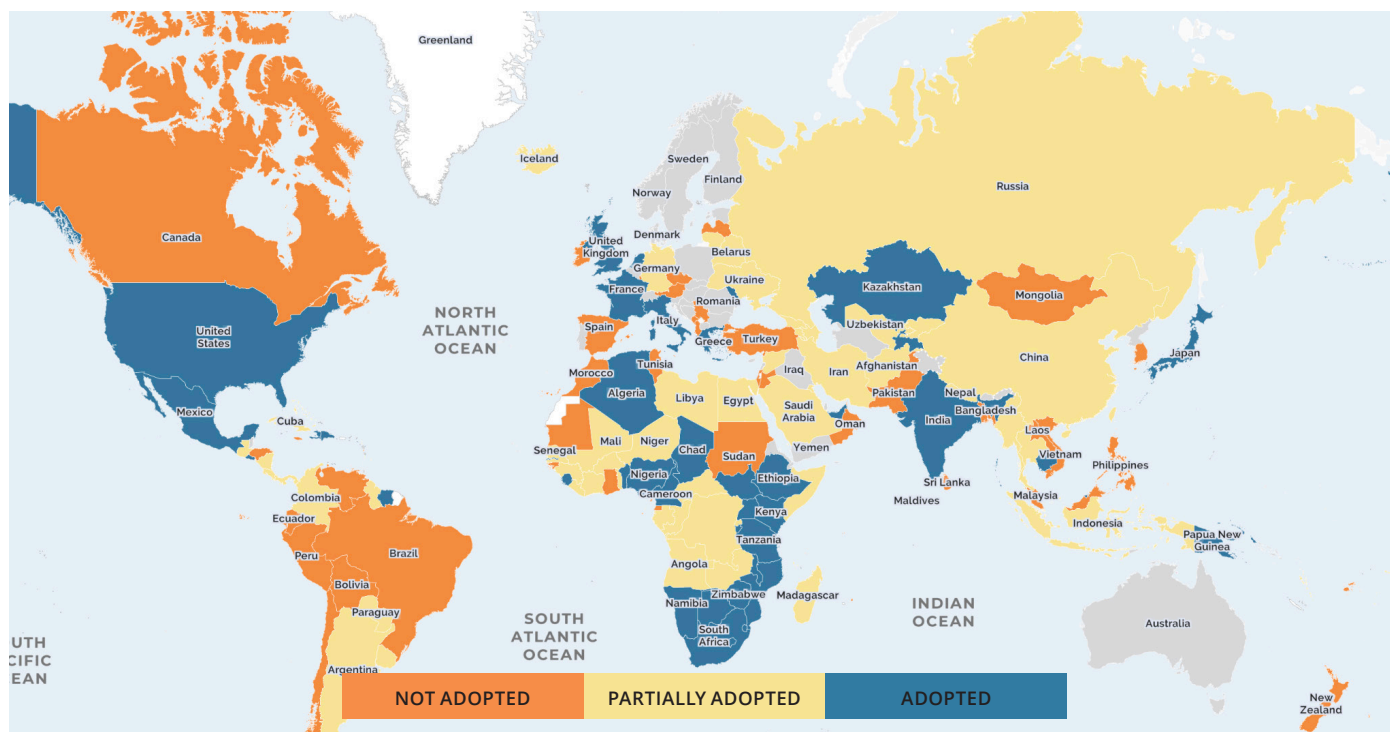 Greenland
Iceland
Sweden
Finland
Norway
Russia
Denmark
United
Kingdom
Belarus
Germany
Ukraine
Canada
France
Romania
Kazakhstan
Mongolia
NORTH
ATLANTIC
OCEAN
Italy
Uzbekistan
Spain
Greece
Turkey
United
States
Japan
China
Tunisia
Iraq
Iran
Afghanistan
Morocco
Algeria
Pakistan
Nepal
Libya
Egypt
Saudi
Arabia
Bangladesh
Mexico
Cuba
Oman
India
Laos
Mali
Niger
Chad
Senegal
Sudan
Yemen
Vietnam
Philippines
Nigeria
Ethiopia
Sri Lanka
Cameroon
Maldives
Malaysia
Colombia
Kenya
Ecuador
Indonesia
Tanzania
Papua New
Guinea
Peru
Brazil
Angola
Bolivia
Zimbabwe
Madagascar
Namibia
INDIAN
OCEAN
Paraguay
SOUTH
ATLANTIC
OCEAN
South
Africa
Australia
UTH
CIFIC
EAN
Argentina
NOT ADOPTED
PARTIALLY ADOPTED
ADOPTED
New
Zealand